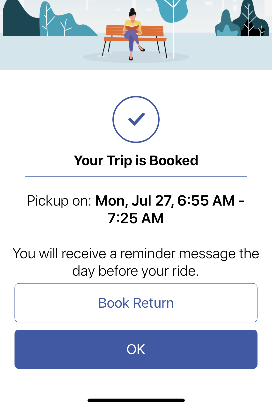 Your Trip is Booked
Pickup on: Mon, Jul 27, 6:55 AM -
7:25 AM
You will receive a reminder message the
day before your ride.
Book Return
OK